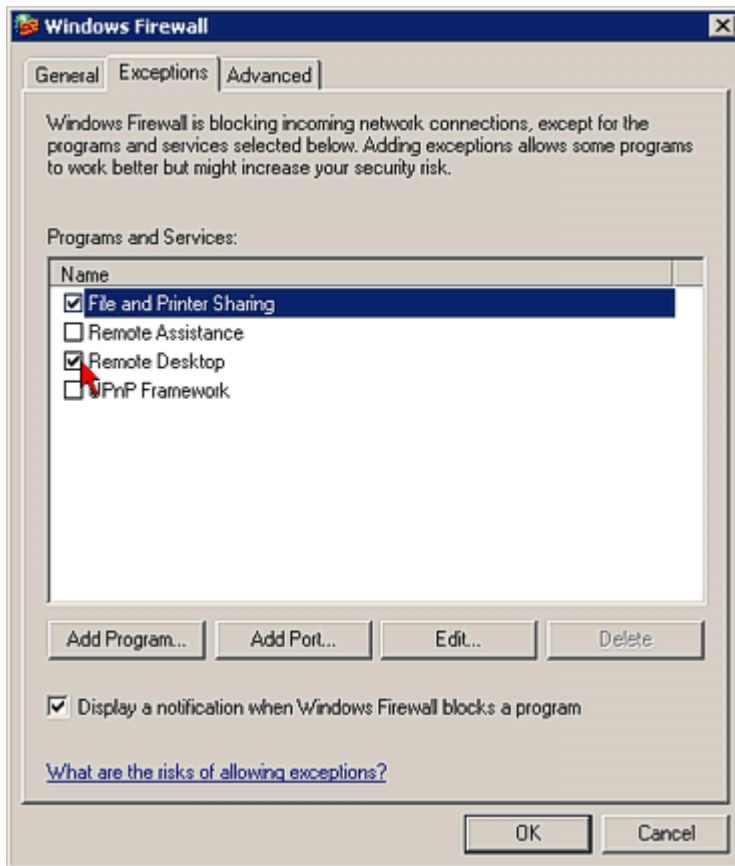 Windows Firewall
General Exceptions Advanced
Windows Firewall is blocking incoming network connections, except for the
programs and services selected below. Adding exceptions allows some programs
to work better but might increase your security risk.
Programs and Services:
Name
File and Printer Sharing
Remote Assistance
Remote Desktop
UPnP Framework
Add Program... Add Port... Edit... Delete
Display a notification when Windows Firewall blocks a program
What are the risks of allowing exceptions?
OK Cancel